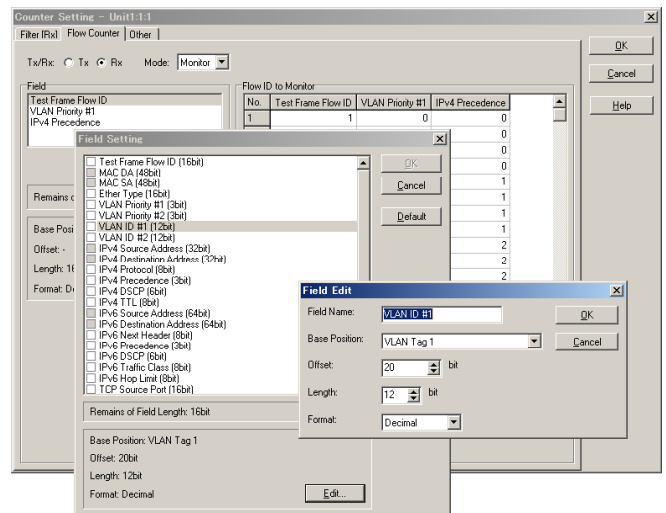 Counter Setting - Unit1:1:1
Filter [Rx] Flow Counter Other
OK
Cancel
Help
Tx/Rx: Tx Rx Mode: Monitor
Field
Test Frame Flow ID
VLAN Priority #1
IPv4 Precedence
Flow ID to Monitor
No. Test Frame Flow ID VLAN Priority #1 IPv4 Precedence
1 1 0 0
0
0
0
1
1
1
1
2
2
2
Remains
Base Posi
Offset: -
Length: 16
Format: D
Field Setting
Test Frame Flow ID (16bit)
MAC DA (48bit)
MAC SA (48bit)
Ether Type (16bit)
VLAN Priority #1 (3bit)
VLAN Priority #2 (3bit)
VLAN ID #1 (12bit)
VLAN ID #2 (12bit)
IPv4 Source Address (32bit)
IPv4 Destination Address (32bit)
IPv4 Protocol (8bit)
IPv4 Precedence (3bit)
IPv4 DSCP (6bit)
IPv4 TTL (8bit)
IPv6 Source Address (64bit)
IPv6 Destination Address (64bit)
IPv6 Next Header (8bit)
IPv6 Precedence (3bit)
IPv6 DSCP (6bit)
IPv6 Traffic Class (8bit)
IPv6 Hop Limit (8bit)
TCP Source Port (16bit)
OK
Cancel
Default
Remains of Field Length: 16bit
Base Position: VLAN Tag 1
Offset: 20bit
Length: 12bit
Format: Decimal
Edit...
Field Edit
Field Name: VLAN ID #1
Base Position: VLAN Tag 1
Offset: 20 bit
Length: 12 bit
Format: Decimal
OK
Cancel